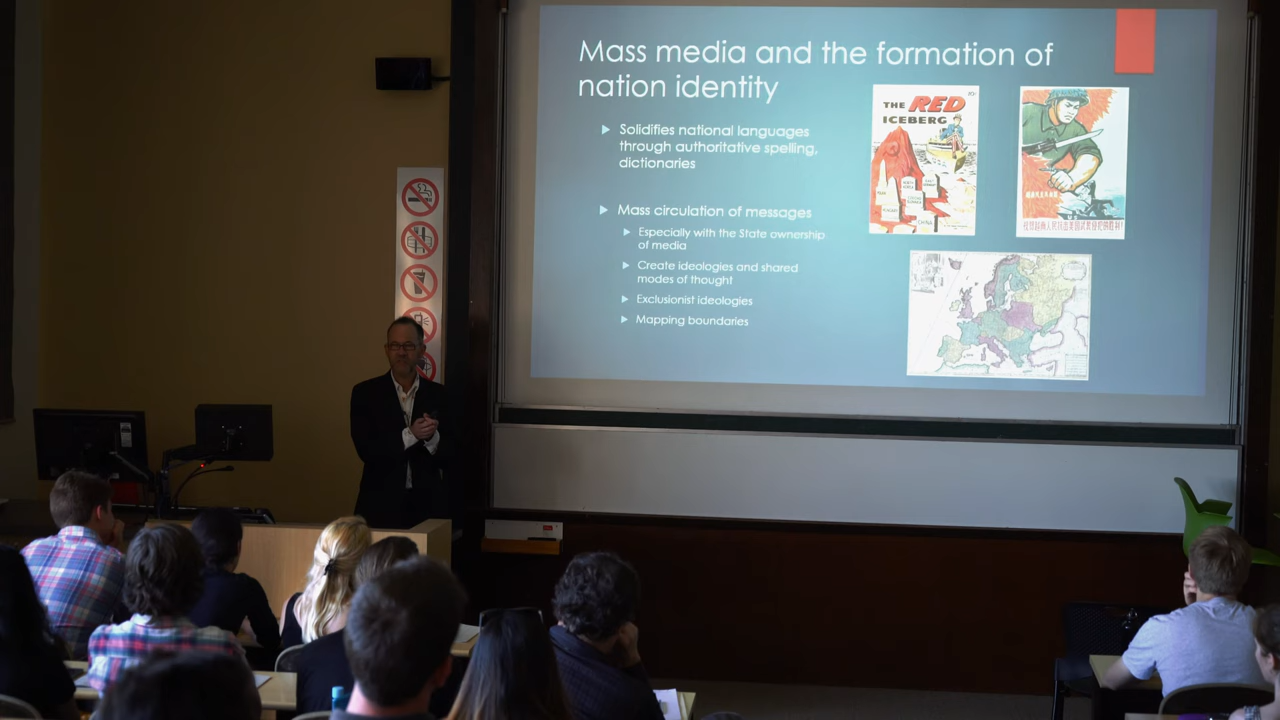 Mass media and the formation of
nation identity
Solidifies national languages
through authoritative spelling,
dictionaries
Mass circulation of messages
Especially with the State ownership
of media
Create ideologies and shared
modes of thought
Exclusionist ideologies
Mapping boundaries
THE RED
ICEBERG
10¢
CHINA